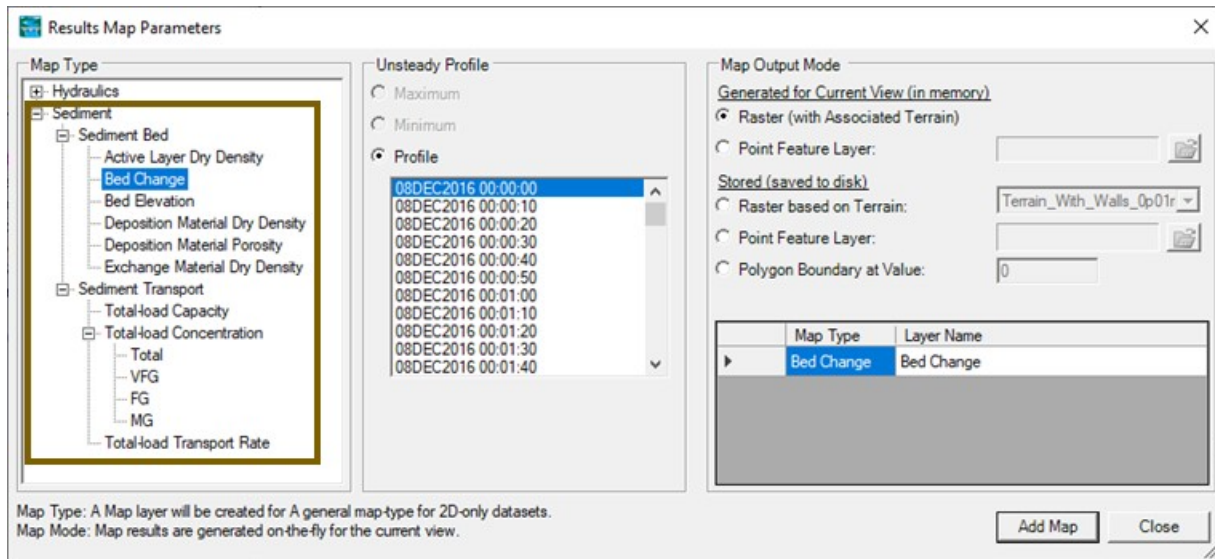 Results Map Parameters
Map Type
Hydraulics
Sediment
Sediment Bed
Active Layer Dry Density
Bed Change
Bed Elevation
Deposition Material Dry Density
Deposition Material Porosity
Exchange Material Dry Density
Sediment Transport
Total-load Capacity
Total-load Concentration
Total
VFG
FG
MG
Total-load Transport Rate
Unsteady Profile
Maximum
Minimum
Profile
08DEC2016 00:00:00
08DEC2016 00:00:10
08DEC2016 00:00:20
08DEC2016 00:00:30
08DEC2016 00:00:40
08DEC2016 00:00:50
08DEC2016 00:01:00
08DEC2016 00:01:10
08DEC2016 00:01:20
08DEC2016 00:01:30
08DEC2016 00:01:40
Map Output Mode
Generated for Current View (in memory)
Raster (with Associated Terrain)
Point Feature Layer:
Stored (saved to disk)
Raster based on Terrain: Terrain_With_Walls_0p01r
Point Feature Layer:
Polygon Boundary at Value: 0
Map Type Layer Name
Bed Change Bed Change
Map Type: A Map layer will be created for A general map-type for 2D-only datasets.
Map Mode: Map results are generated on-the-fly for the current view.
Add Map Close